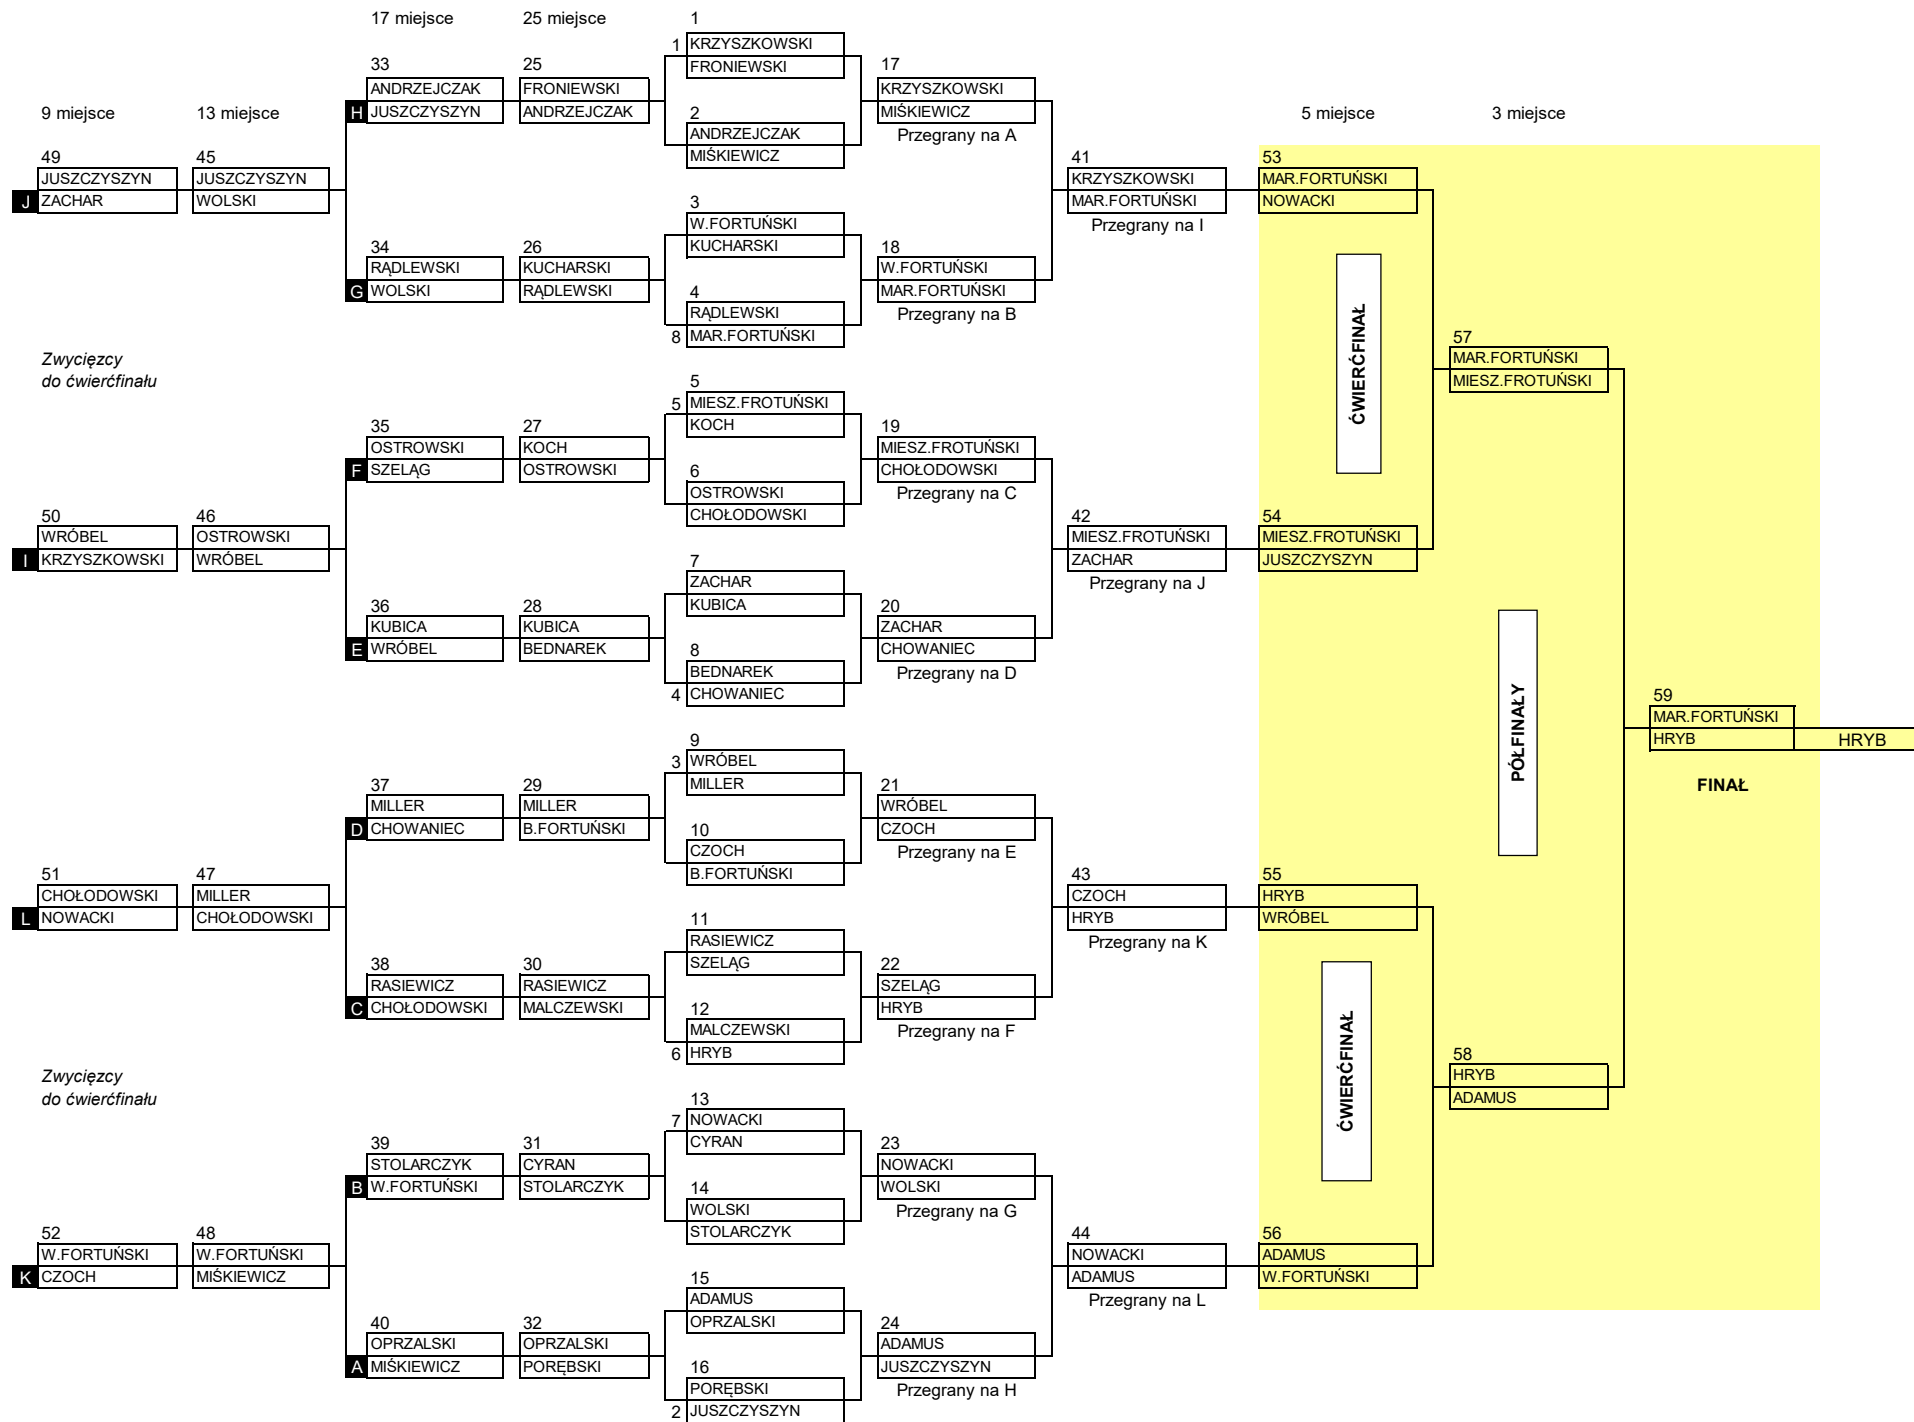 17 miejsce 25 miejsce 1
1 KRZYSZKOWSKI
33 25 FRONIEWSKI 17
ANDRZEJCZAK FRONIEWSKI KRZYSZKOWSKI
9 miejsce 13 miejsce H JUSZCZYSZYN ANDRZEJCZAK 2 MIŚKIEWICZ 5 miejsce 3 miejsce
ANDRZEJCZAK Przegrany na A
49 45 MIŚKIEWICZ 41 53
JUSZCZYSZYN JUSZCZYSZYN KRZYSZKOWSKI MAR.FORTUŃSKI
J ZACHAR WOLSKI 3 MAR.FORTUŃSKI NOWACKI
W.FORTUŃSKI Przegrany na I
34 26 KUCHARSKI 18
RĄDLEWSKI KUCHARSKI W.FORTUŃSKI
G WOLSKI RĄDLEWSKI 4 MAR.FORTUŃSKI
RĄDLEWSKI Przegrany na B
8 MAR.FORTUŃSKI 57
Zwycięzcy MAR.FORTUŃSKI
do ćwierćfinału 5 MIESZ.FROTUŃSKI
ĆWIERĆFINAŁ
5 MIESZ.FROTUŃSKI
35 27 KOCH 19
OSTROWSKI KOCH MIESZ.FROTUŃSKI
F SZELĄG OSTROWSKI 6 CHOŁODOWSKI
OSTROWSKI Przegrany na C
50 46 CHOŁODOWSKI 42 54
WRÓBEL OSTROWSKI MIESZ.FROTUŃSKI MIESZ.FROTUŃSKI
I KRZYSZKOWSKI WRÓBEL 7 ZACHAR JUSZCZYSZYN
ZACHAR Przegrany na J
36 28 KUBICA 20
KUBICA KUBICA ZACHAR
E WRÓBEL BEDNAREK 8 CHOWANIEC
BEDNAREK Przegrany na D
4 CHOWANIEC 59
PÓŁFINAŁY
MAR.FORTUŃSKI
9 HRYB HRYB
3 WRÓBEL
37 29 MILLER 21 FINAŁ
MILLER MILLER WRÓBEL
D CHOWANIEC B.FORTUŃSKI 10 CZOCH
CZOCH Przegrany na E
51 47 B.FORTUŃSKI 43 55
CHOŁODOWSKI MILLER CZOCH HRYB
L NOWACKI CHOŁODOWSKI 11 HRYB WRÓBEL
RASIEWICZ Przegrany na K
38 30 SZELĄG 22
RASIEWICZ RASIEWICZ SZELĄG
C CHOŁODOWSKI MALCZEWSKI 12 HRYB
MALCZEWSKI Przegrany na F
6 HRYB 58
ĆWIERĆFINAŁ
Zwycięzcy HRYB
do ćwierćfinału 13 ADAMUS
7 NOWACKI
39 31 CYRAN 23
STOLARCZYK CYRAN NOWACKI
B W.FORTUŃSKI STOLARCZYK 14 WOLSKI
WOLSKI Przegrany na G
52 48 STOLARCZYK 44 56
W.FORTUŃSKI W.FORTUŃSKI NOWACKI ADAMUS
K CZOCH MIŚKIEWICZ 15 ADAMUS W.FORTUŃSKI
ADAMUS Przegrany na L
40 32 OPRZALSKI 24
OPRZALSKI OPRZALSKI ADAMUS
A MIŚKIEWICZ PORĘBSKI 16 JUSZCZYSZYN
PORĘBSKI Przegrany na H
2 JUSZCZYSZYN